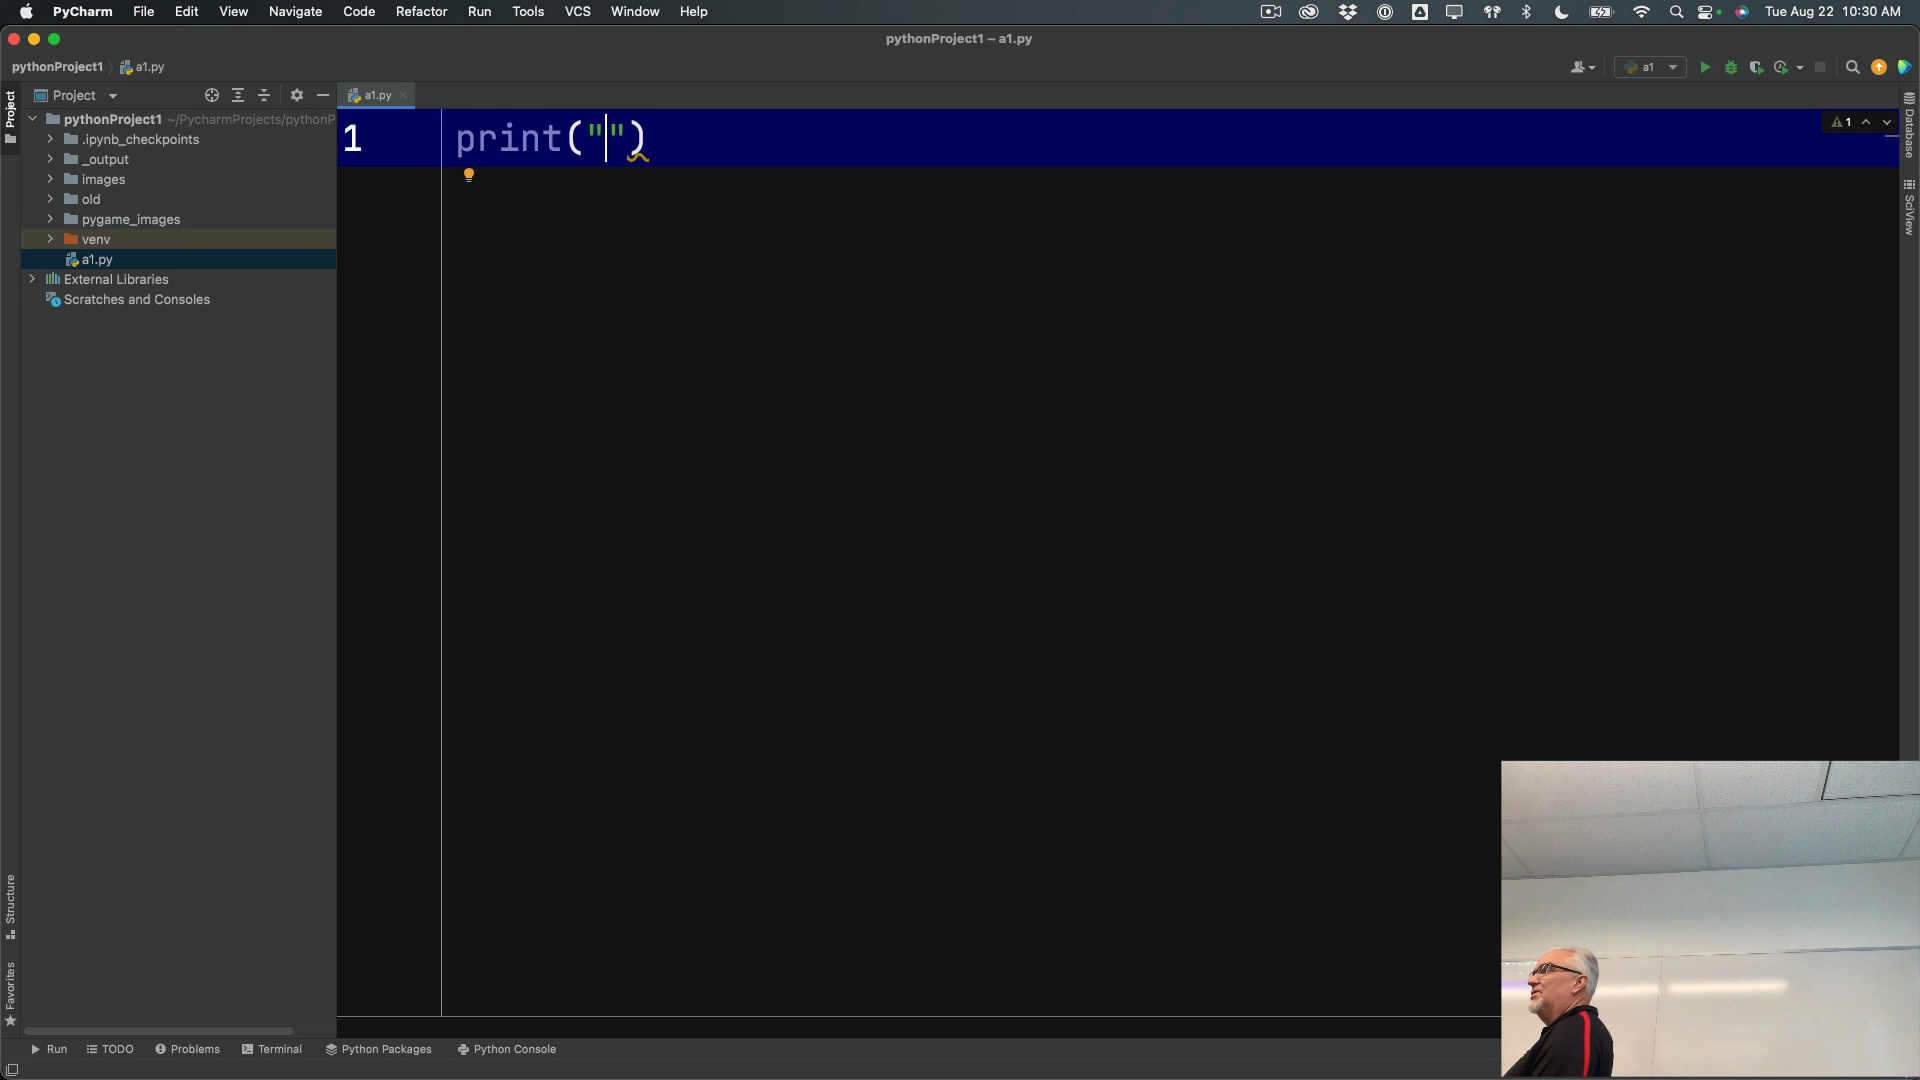 PyCharm File Edit View Navigate Code Refactor Run Tools VCS Window Help Tue Aug 22 10:30 AM
pythonProject1 – a1.py
pythonProject1 a1.py a1
Project a1.py
Project
pythonProject1 ~/PycharmProjects/pythonP
.ipynb_checkpoints
_output
images
old
pygame_images
venv
a1.py
External Libraries
Scratches and Consoles
1 print("")
1
Database
SciView
Structure
Favorites
Run TODO Problems Terminal Python Packages Python Console